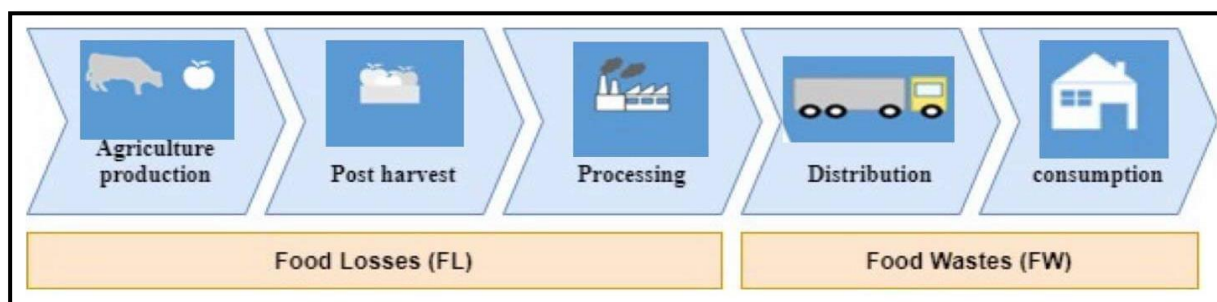 Agriculture
production
Post harvest
Processing
Distribution
consumption
Food Losses (FL)
Food Wastes (FW)